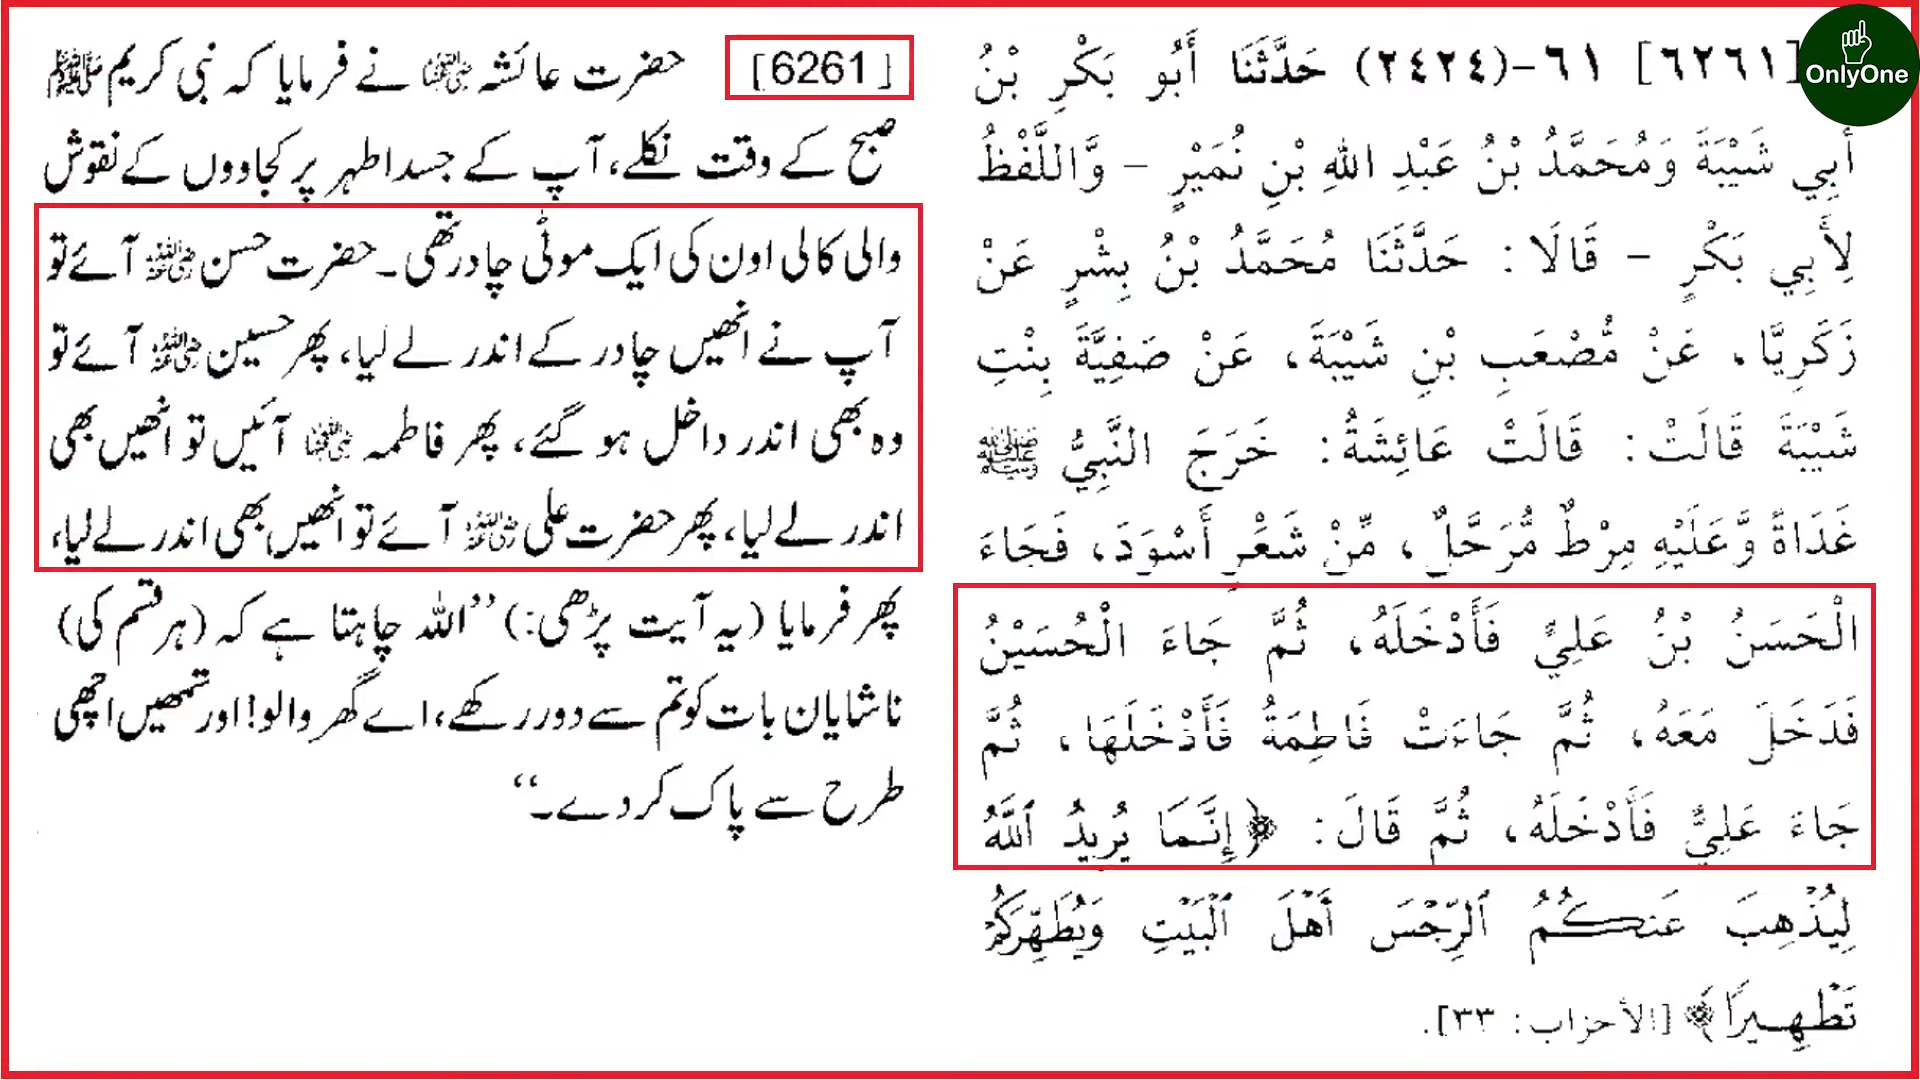 [٦٢٦١] ٦١-(٢٤٢٤) حَدَّثَنَا أَبُو بَكْرِ بْنُ
أَبِي شَيْبَةَ وَمُحَمَّدُ بْنُ عَبْدِ اللهِ بْنِ نُمَيْرٍ - وَّاللَّفْظُ
لِأَبِي بَكْرٍ - قَالَا: حَدَّثَنَا مُحَمَّدُ بْنُ بِشْرٍ عَنْ
زَكَرِيَّا، عَنْ مُّصْعَبِ بْنِ شَيْبَةَ، عَنْ صَفِيَّةَ بِنْتِ
شَيْبَةَ قَالَتْ: قَالَتْ عَائِشَةُ: خَرَجَ النَّبِيُّ ﷺ
غَدَاةً وَّعَلَيْهِ مِرْطٌ مُّرَحَّلٌ، مِّنْ شَعْرٍ أَسْوَدَ، فَجَاءَ
الْحَسَنُ بْنُ عَلِيٍّ فَأَدْخَلَهُ، ثُمَّ جَاءَ الْحُسَيْنُ
فَدَخَلَ مَعَهُ، ثُمَّ جَاءَتْ فَاطِمَةُ فَأَدْخَلَهَا، ثُمَّ
جَاءَ عَلِيٌّ فَأَدْخَلَهُ، ثُمَّ قَالَ: ﴿إِنَّمَا يُرِيدُ ٱللَّهُ
لِيُذْهِبَ عَنكُمُ ٱلرِّجْسَ أَهْلَ ٱلْبَيْتِ وَيُطَهِّرَكُمْ
تَطْهِيرًا﴾ [الأحزاب: ٣٣].
[6261] حضرت عائشہ رضی اللہ عنہا نے فرمایا کہ نبی کریم ﷺ
صبح کے وقت نکلے، آپ کے جسد اطہر پر کجاووں کے نقوش
والی کالی اون کی ایک موٹی چادر تھی۔ حضرت حسن رضی اللہ عنہ آئے تو
آپ نے انھیں چادر کے اندر لے لیا، پھر حسین رضی اللہ عنہ آئے تو
وہ بھی اندر داخل ہو گئے، پھر فاطمہ رضی اللہ عنہا آئیں تو انھیں بھی
اندر لے لیا، پھر حضرت علی رضی اللہ عنہ آئے تو انھیں بھی اندر لے لیا،
پھر فرمایا (یہ آیت پڑھی:) ”اللہ چاہتا ہے کہ (ہر قسم کی)
ناشایان بات کو تم سے دور رکھے، اے گھر والو! اور تمھیں اچھی
طرح سے پاک کر دے۔“
OnlyOne